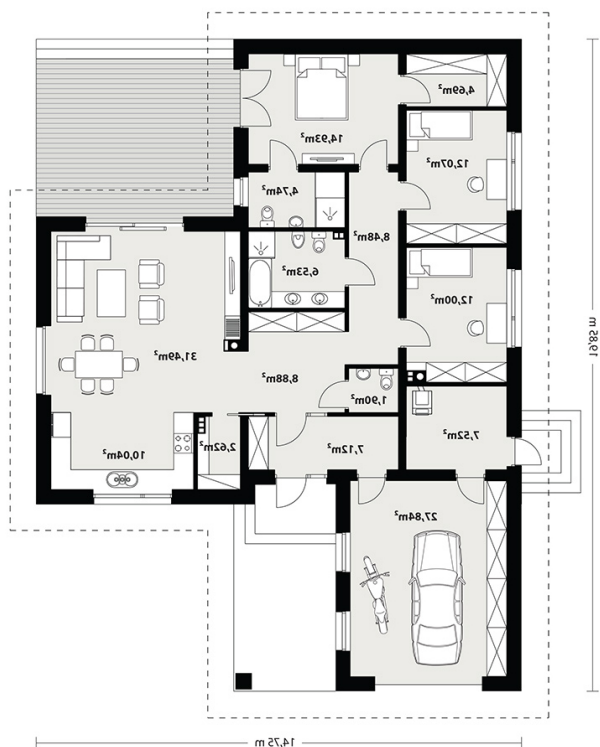 4,69m²
14,93m²
12,07m²
4,74m²
8,48m²
6,53m²
12,00m²
19,85 m
31,49m²
8,88m²
1,90m²
7,52m²
2,62m²
7,12m²
10,04m²
27,84m²
14,75 m